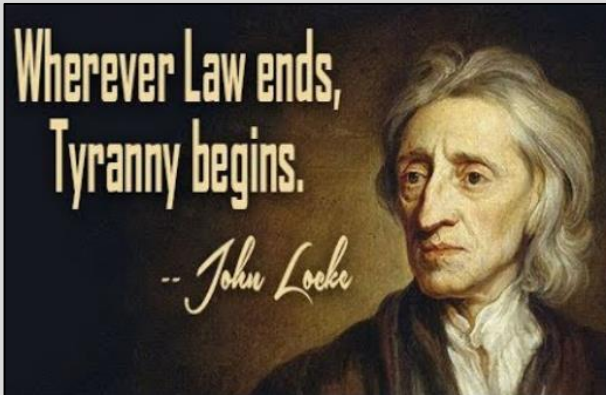 Wherever Law ends,
Tyranny begins.
-- John Locke